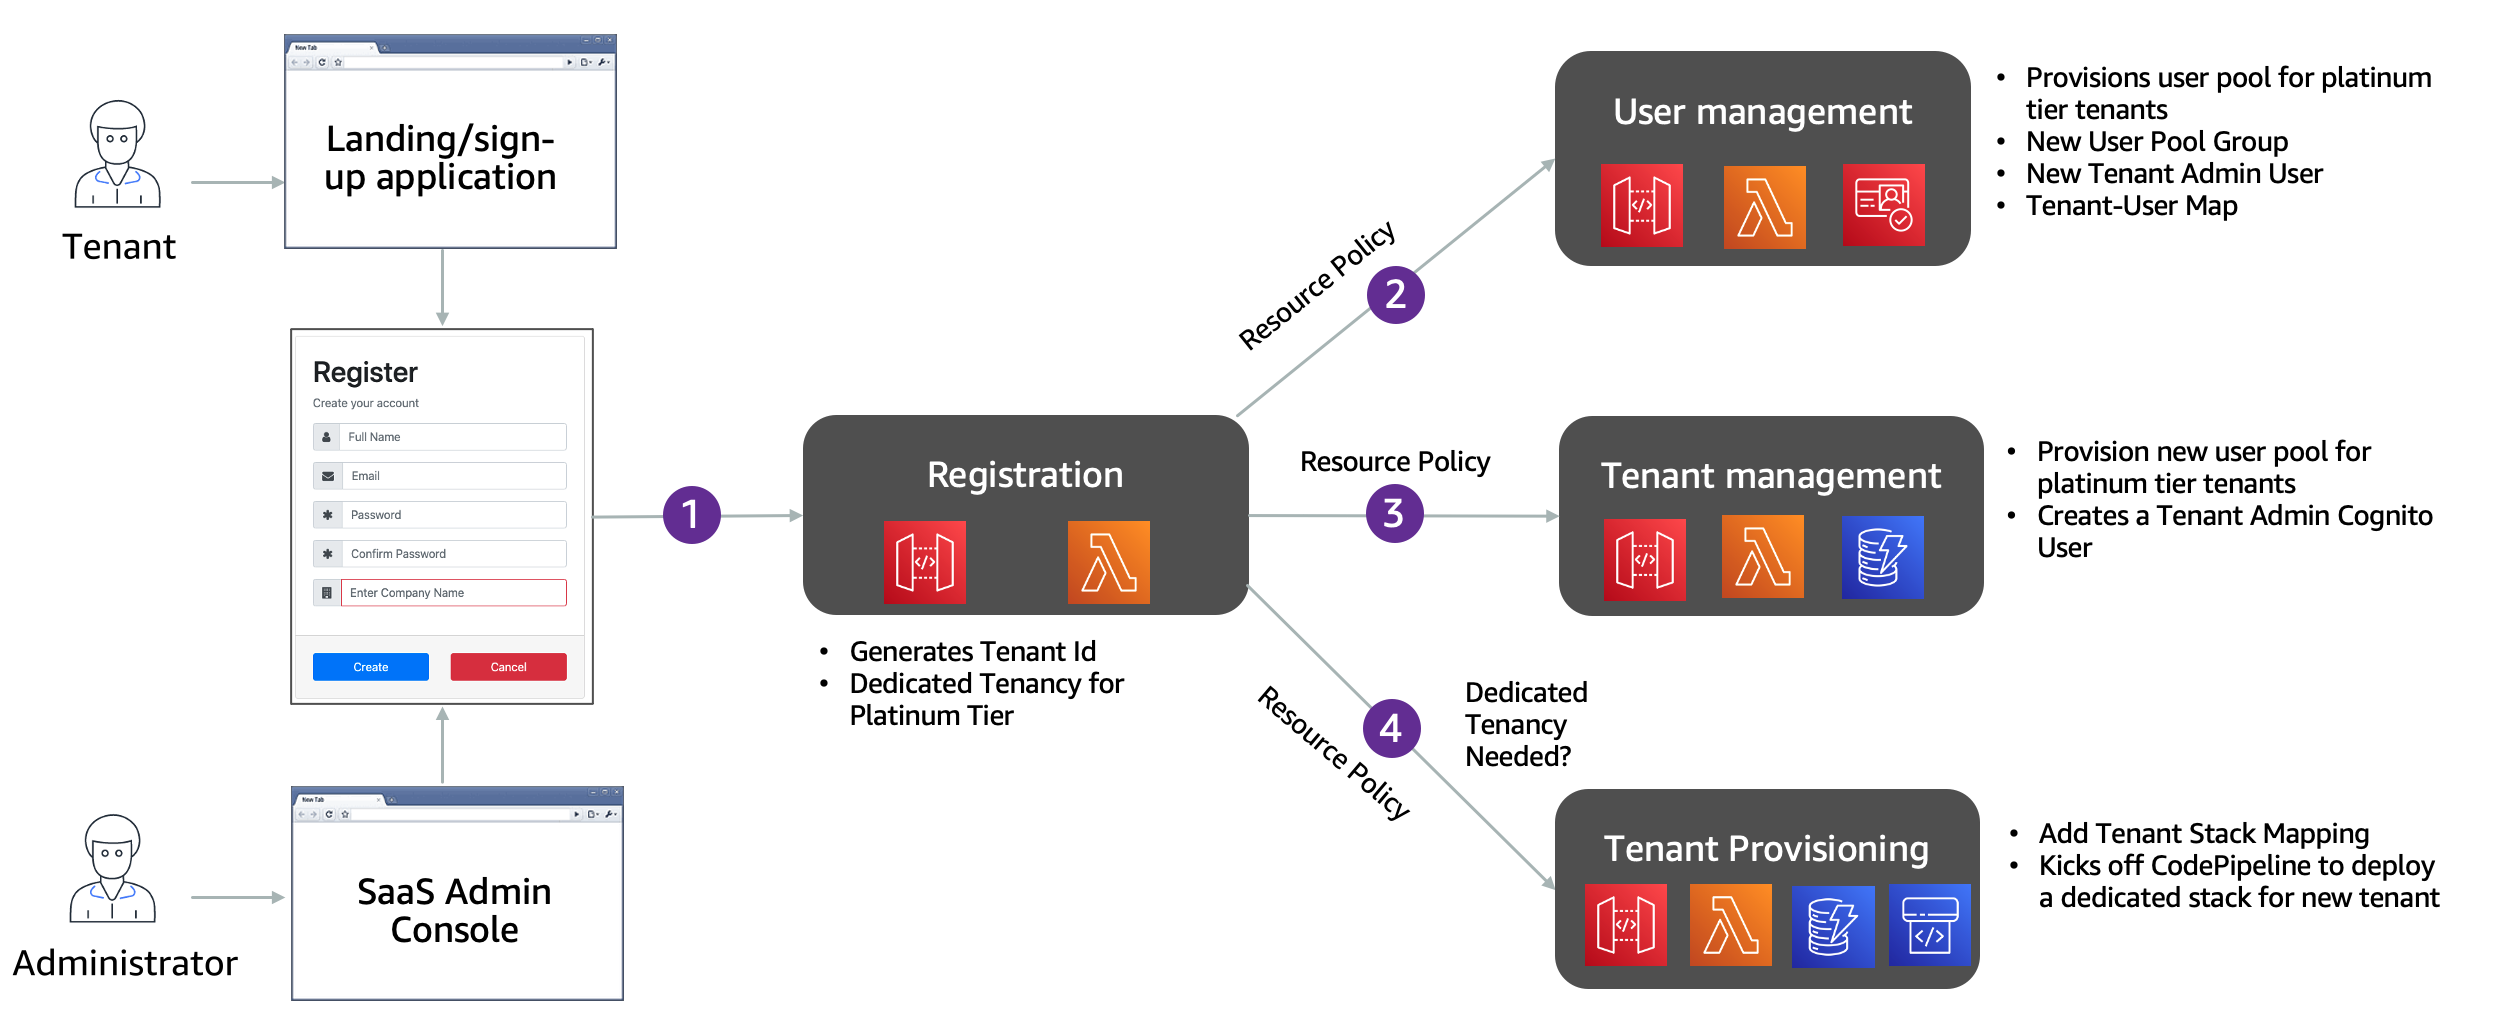 New Tab
Landing/sign-
up application
Tenant
Register
Create your account
Full Name
Email
Password
Confirm Password
Enter Company Name
Create
Cancel
New Tab
SaaS Admin
Console
Administrator
1
Registration
</>
• Generates Tenant Id
• Dedicated Tenancy for
Platinum Tier
Resource Policy
2
User management
</>
• Provisions user pool for platinum
tier tenants
• New User Pool Group
• New Tenant Admin User
• Tenant-User Map
Resource Policy
3
Tenant management
</>
• Provision new user pool for
platinum tier tenants
• Creates a Tenant Admin Cognito
User
Resource Policy
4
Dedicated
Tenancy
Needed?
Tenant Provisioning
</>
</>
• Add Tenant Stack Mapping
• Kicks off CodePipeline to deploy
a dedicated stack for new tenant